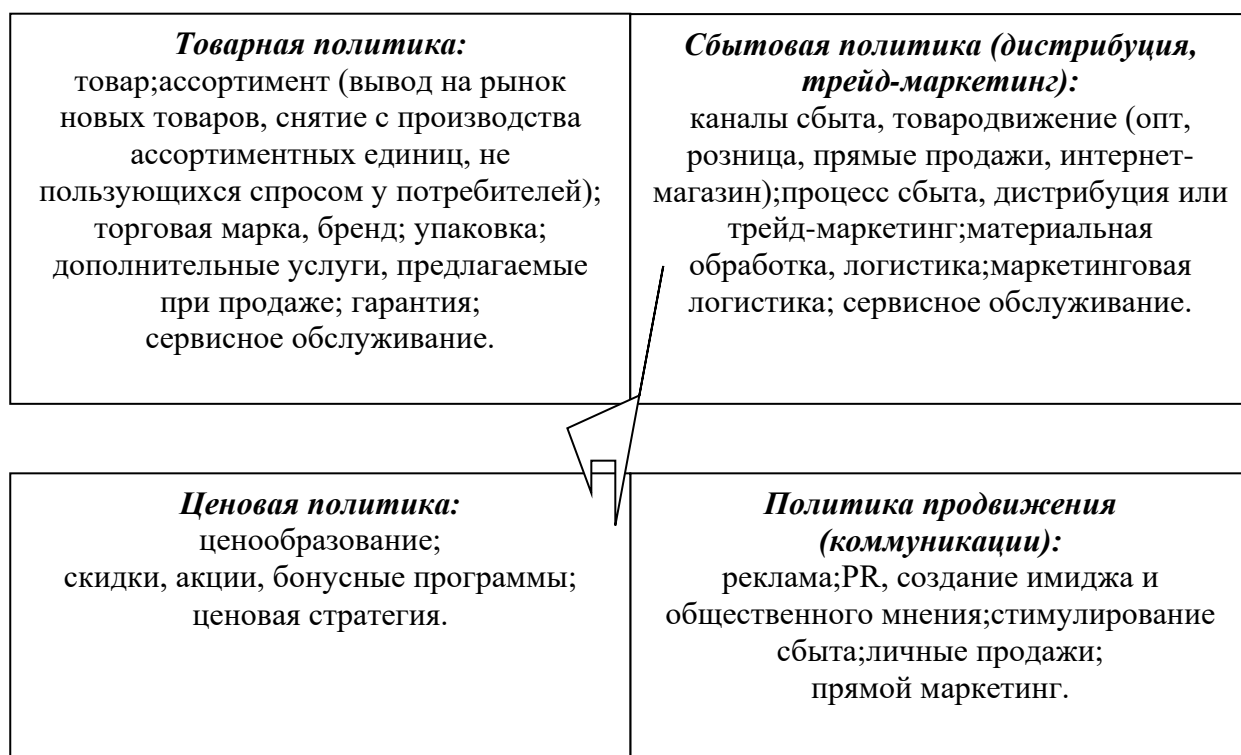 Товарная политика:
товар;ассортимент (вывод на рынок
новых товаров, снятие с производства
ассортиментных единиц, не
пользующихся спросом у потребителей);
торговая марка, бренд; упаковка;
дополнительные услуги, предлагаемые
при продаже; гарантия;
сервисное обслуживание.
Сбытовая политика (дистрибуция,
трейд-маркетинг):
каналы сбыта, товародвижение (опт,
розница, прямые продажи, интернет-
магазин);процесс сбыта, дистрибуция или
трейд-маркетинг;материальная
обработка, логистика;маркетинговая
логистика; сервисное обслуживание.
Ценовая политика:
ценообразование;
скидки, акции, бонусные программы;
ценовая стратегия.
Политика продвижения
(коммуникации):
реклама;PR, создание имиджа и
общественного мнения;стимулирование
сбыта;личные продажи;
прямой маркетинг.